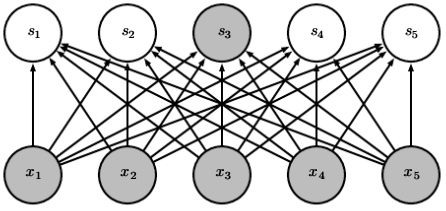 s₁ s₂ s₃ s₄ s₅
x₁ x₂ x₃ x₄ x₅